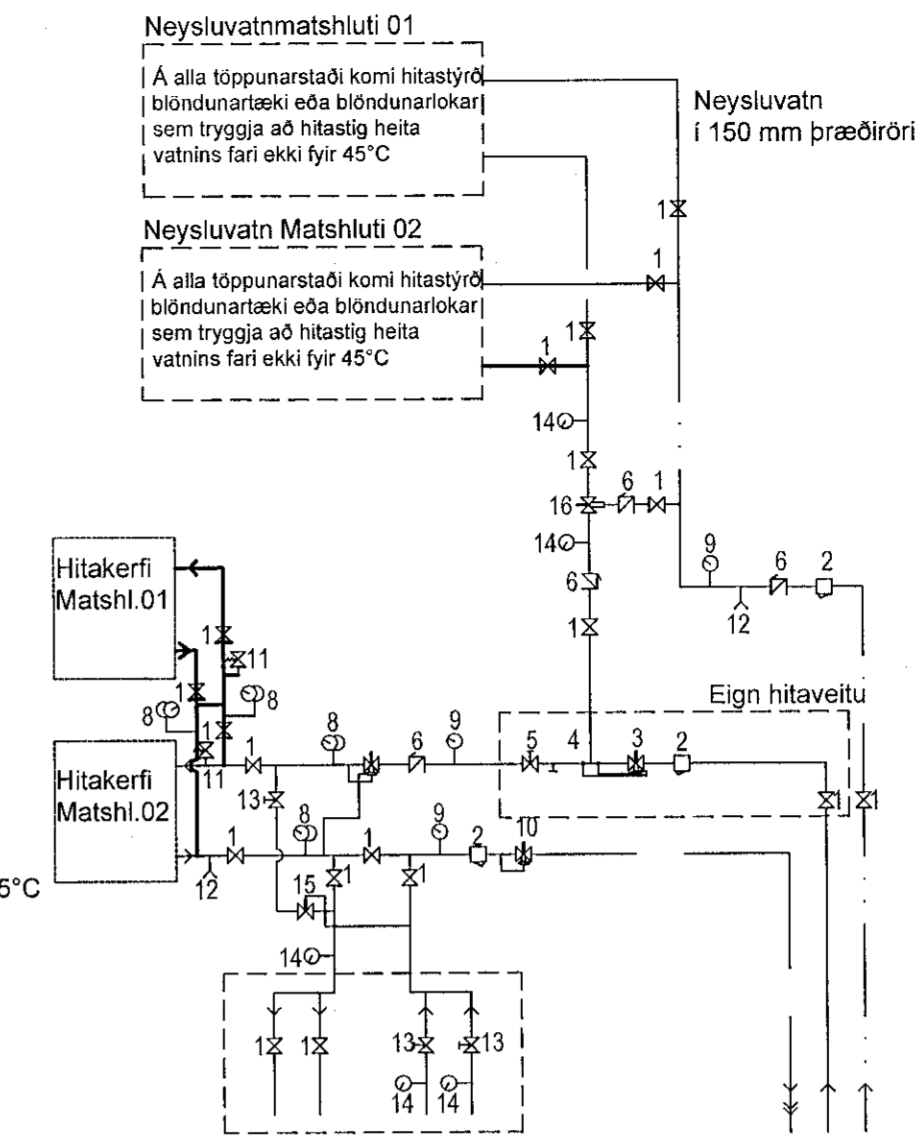 Neysluvatnmatshluti 01
Á alla töppunarstaði komi hitastýrð
blöndunartæki eða blöndunarlokar
sem tryggja að hitastig heita
vatnins fari ekki fyir 45°C
Neysluvatn
í 150 mm þræðiröri
1
Neysluvatn Matshluti 02
1
Á alla töppunarstaði komi hitastýrð
blöndunartæki eða blöndunarlokar
sem tryggja að hitastig heita
vatnins fari ekki fyir 45°C
1
1
14
1
6 1
16
14
9 6 2
6
12
1
Hitakerfi
Matshl.01
1
11
1
8
8
Eign hitaveitu
1
1
8
6
9
5
4
3
2
11
Hitakerfi
Matshl.02
13
1
1
1
8
1
9
2
10
5°C
12
1
1
15
14
1
1
13
13
14
14